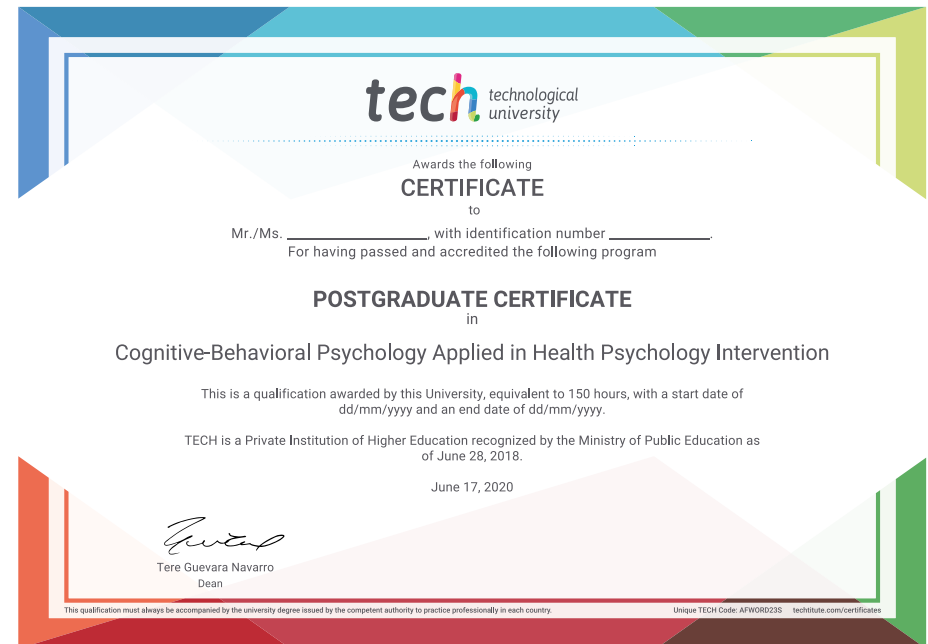 tech technological
university
Awards the following
CERTIFICATE
to
Mr./Ms. ____________________, with identification number ______________.
For having passed and accredited the following program
POSTGRADUATE CERTIFICATE
in
Cognitive-Behavioral Psychology Applied in Health Psychology Intervention
This is a qualification awarded by this University, equivalent to 150 hours, with a start date of
dd/mm/yyyy and an end date of dd/mm/yyyy.
TECH is a Private Institution of Higher Education recognized by the Ministry of Public Education as
of June 28, 2018.
June 17, 2020
Tere Guevara Navarro
Dean
This qualification must always be accompanied by the university degree issued by the competent authority to practice professionally in each country. Unique TECH Code: AFWORD23S techtitute.com/certificates